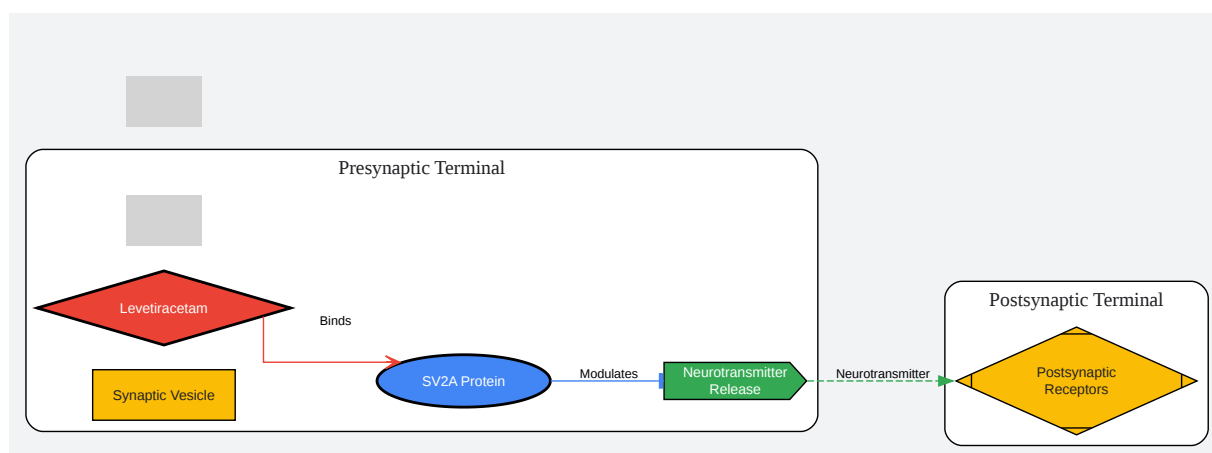 Presynaptic Terminal
Levetiracetam
Binds
Synaptic Vesicle
SV2A Protein
Modulates
Neurotransmitter
Release
Neurotransmitter
Postsynaptic Terminal
Postsynaptic
Receptors